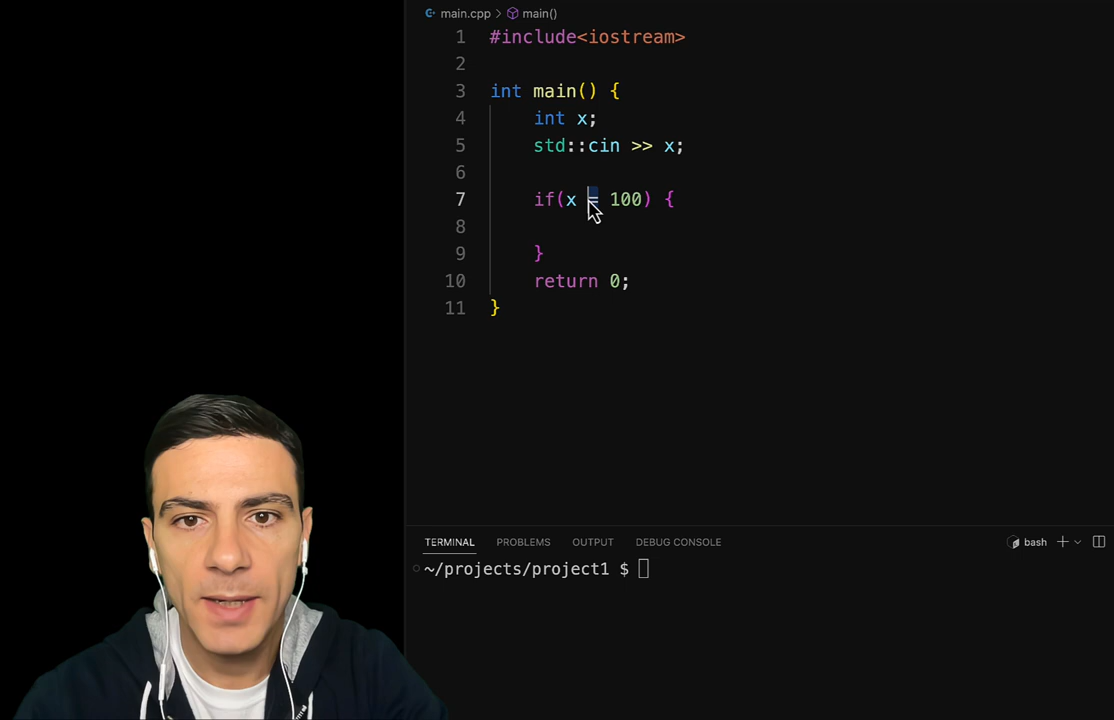 main.cpp > main()
1 #include<iostream>
2
3 int main() {
4 int x;
5 std::cin >> x;
6
7 if(x = 100) {
8
9 }
10 return 0;
11 }
TERMINAL PROBLEMS OUTPUT DEBUG CONSOLE bash
~/projects/project1 $